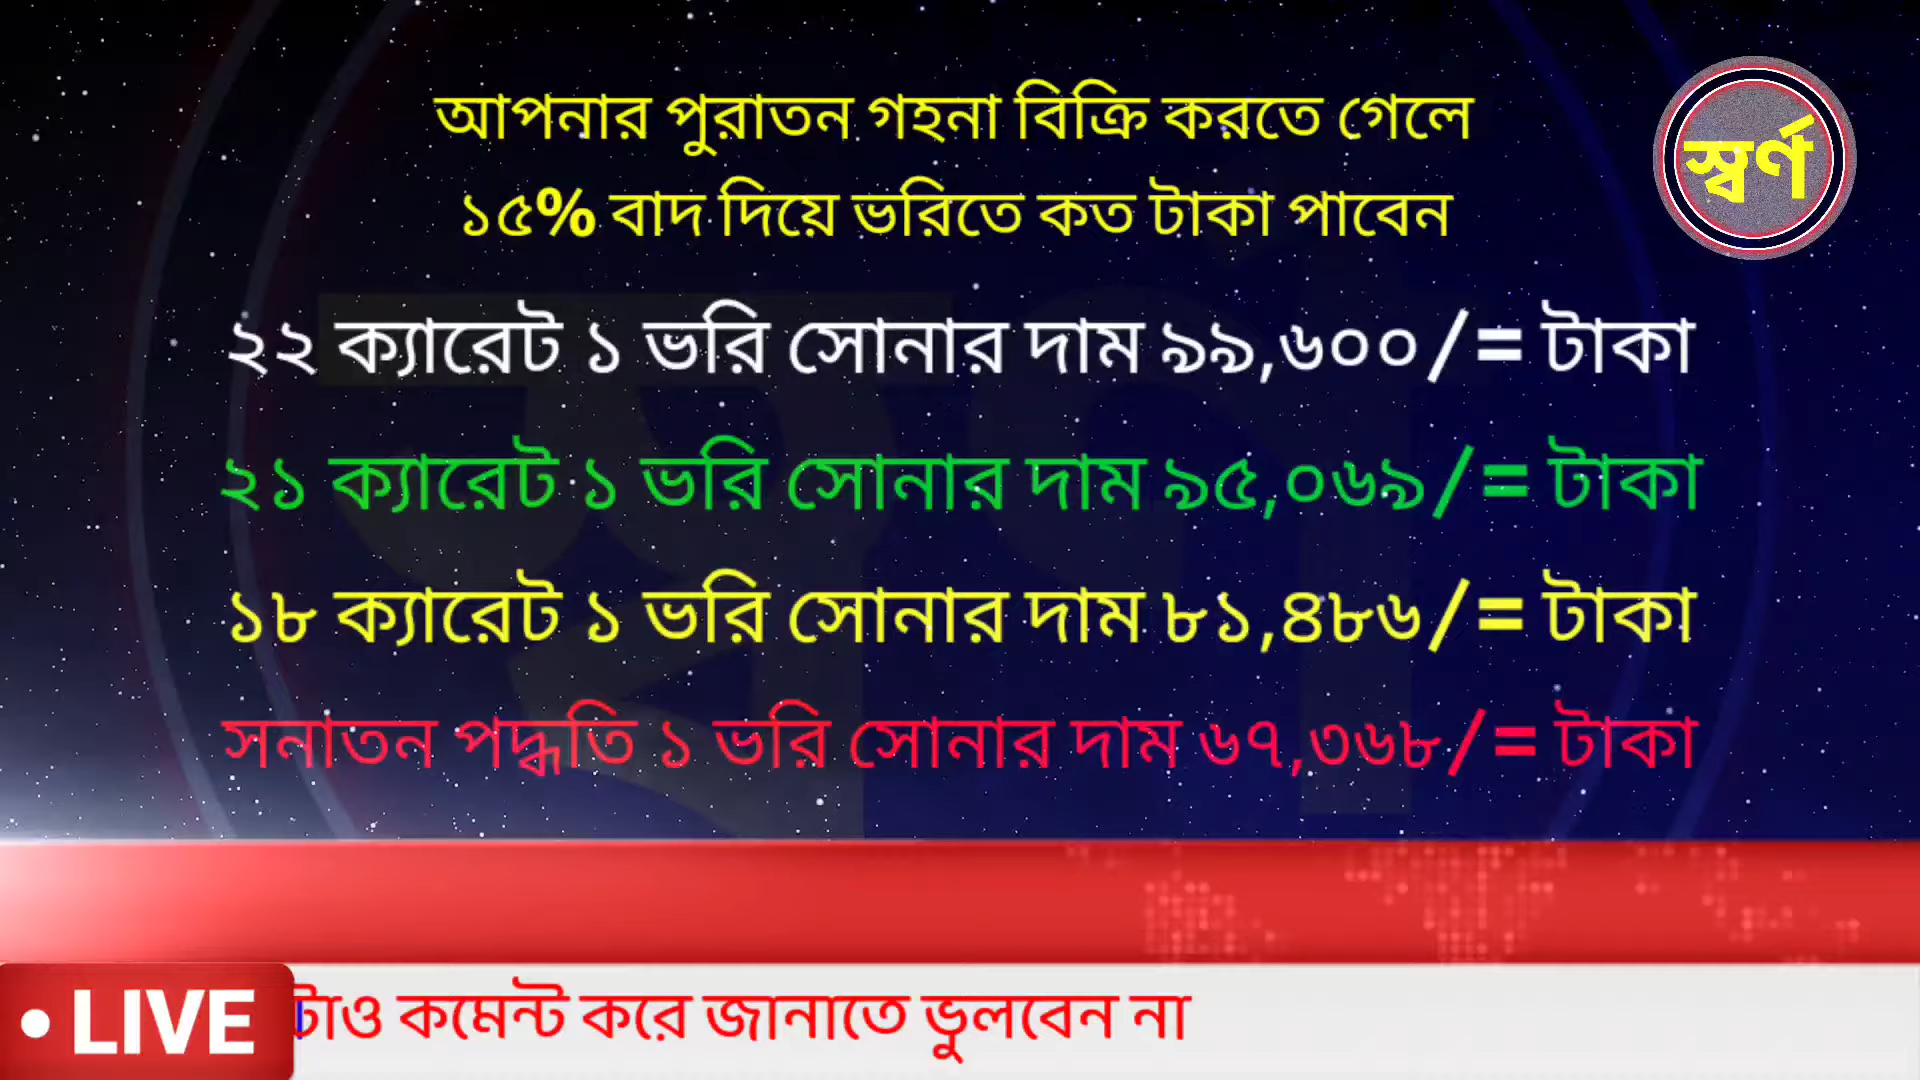 আপনার পুরাতন গহনা বিক্রি করতে গেলে
স্বর্ণ
১৫% বাদ দিয়ে ভরিতে কত টাকা পাবেন
২২ ক্যারেট ১ ভরি সোনার দাম ৯৯,৬০০/= টাকা
২১ ক্যারেট ১ ভরি সোনার দাম ৯৫,০৬৯/= টাকা
১৮ ক্যারেট ১ ভরি সোনার দাম ৮১,৪৮৬/= টাকা
সনাতন পদ্ধতি ১ ভরি সোনার দাম ৬৭,৩৬৮/= টাকা
• LIVE টাও কমেন্ট করে জানাতে ভুলবেন না